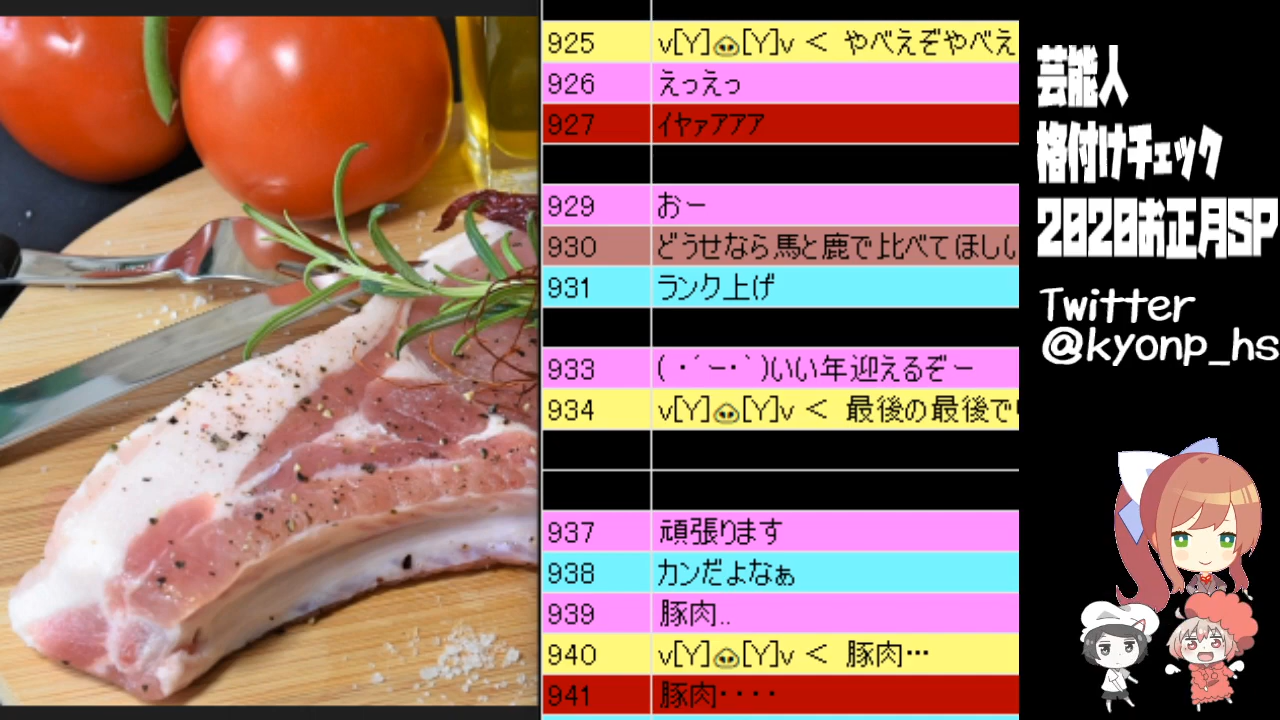 925 v[Y]🐽[Y]v < やべえぞやべえ
926 えっえっ
927 イヤァアアア
929 おー
930 どうせなら馬と鹿で比べてほしい
931 ランク上げ
933 (・´ー・`)いい年迎えるぞー
934 v[Y]🐽[Y]v < 最後の最後で
937 頑張ります
938 カンだよなぁ
939 豚肉..
940 v[Y]🐽[Y]v < 豚肉…
941 豚肉・・・・
芸能人
格付けチェック
2020お正月SP
Twitter
@kyonp_hs